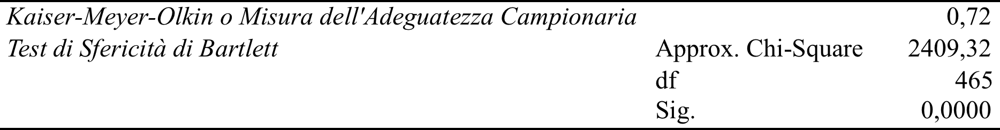 Kaiser-Meyer-Olkin o Misura dell'Adeguatezza Campionaria 0,72
Test di Sfericità di Bartlett Approx. Chi-Square 2409,32
df 465
Sig. 0,0000